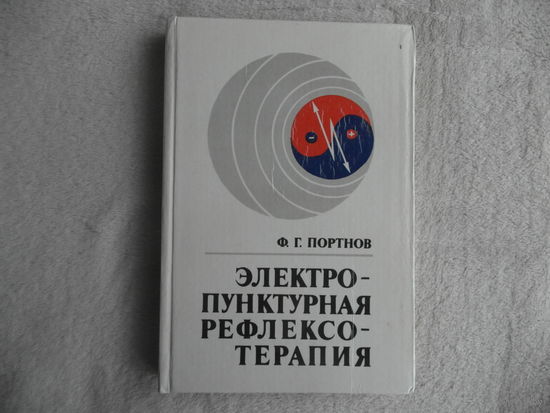 Ф. Г. ПОРТНОВ
ЭЛЕКТРО-
ПУНКТУРНАЯ
РЕФЛЕКСО-
ТЕРАПИЯ